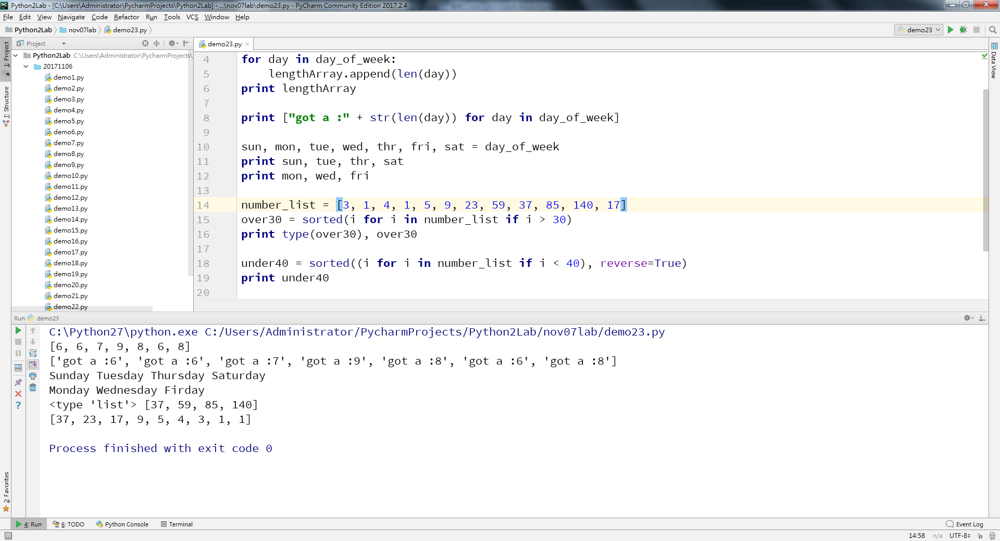 Python2Lab - [C:\Users\Administrator\PycharmProjects\Python2Lab] - ...\nov07lab\demo23.py - PyCharm Community Edition 2017.2.4
File Edit View Navigate Code Refactor Run Tools VCS Window Help
Python2Lab nov07lab demo23.py demo23
Project
demo23.py
1: Project
7: Structure
2: Favorites
Data View
Python2Lab C:\Users\Administrator\PycharmProjects\
20171106
demo1.py
demo2.py
demo3.py
demo4.py
demo5.py
demo6.py
demo7.py
demo8.py
demo9.py
demo10.py
demo11.py
demo12.py
demo13.py
demo14.py
demo15.py
demo16.py
demo17.py
demo18.py
demo19.py
demo20.py
demo21.py
demo22.py
4 for day in day_of_week:
5     lengthArray.append(len(day))
6 print lengthArray
7
8 print ["got a :" + str(len(day)) for day in day_of_week]
9
10 sun, mon, tue, wed, thr, fri, sat = day_of_week
11 print sun, tue, thr, sat
12 print mon, wed, fri
13
14 number_list = [3, 1, 4, 1, 5, 9, 23, 59, 37, 85, 140, 17]
15 over30 = sorted(i for i in number_list if i > 30)
16 print type(over30), over30
17
18 under40 = sorted((i for i in number_list if i < 40), reverse=True)
19 print under40
20
Run demo23
C:\Python27\python.exe C:/Users/Administrator/PycharmProjects/Python2Lab/nov07lab/demo23.py
[6, 6, 7, 9, 8, 6, 8]
['got a :6', 'got a :6', 'got a :7', 'got a :9', 'got a :8', 'got a :6', 'got a :8']
Sunday Tuesday Thursday Saturday
Monday Wednesday Firday
<type 'list'> [37, 59, 85, 140]
[37, 23, 17, 9, 5, 4, 3, 1, 1]
Process finished with exit code 0
4: Run 6: TODO Python Console Terminal Event Log
14:58 n/a UTF-8